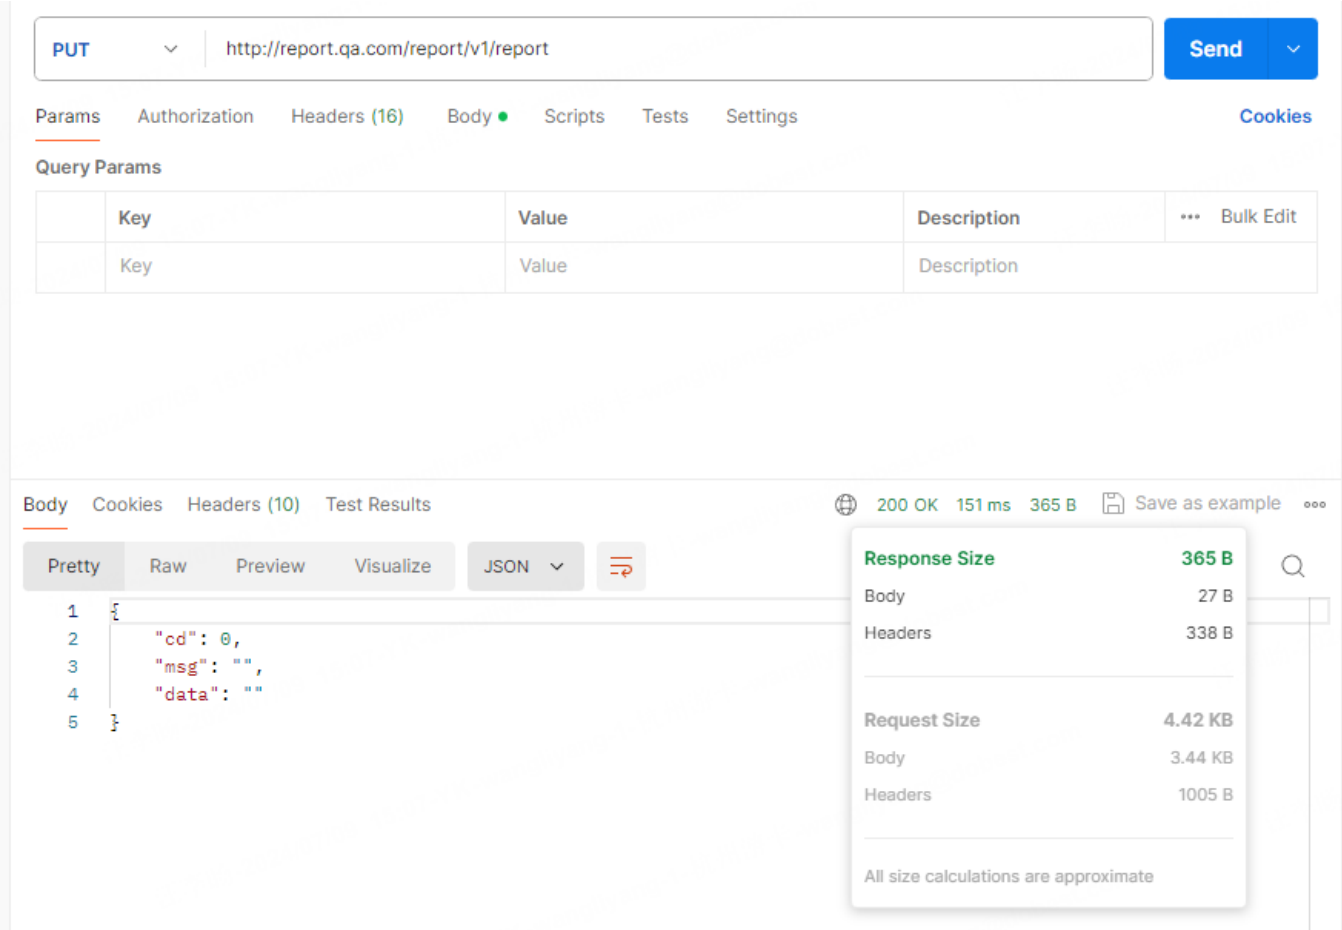 PUT http://report.qa.com/report/v1/report Send
Params Authorization Headers (16) Body Scripts Tests Settings Cookies
Query Params
Key Value Description ••• Bulk Edit
Key Value Description
Body Cookies Headers (10) Test Results 200 OK 151 ms 365 B Save as example
Pretty Raw Preview Visualize JSON
1 {
2 "cd": 0,
3 "msg": "",
4 "data": ""
5 }
Response Size 365 B
Body 27 B
Headers 338 B
Request Size 4.42 KB
Body 3.44 KB
Headers 1005 B
All size calculations are approximate